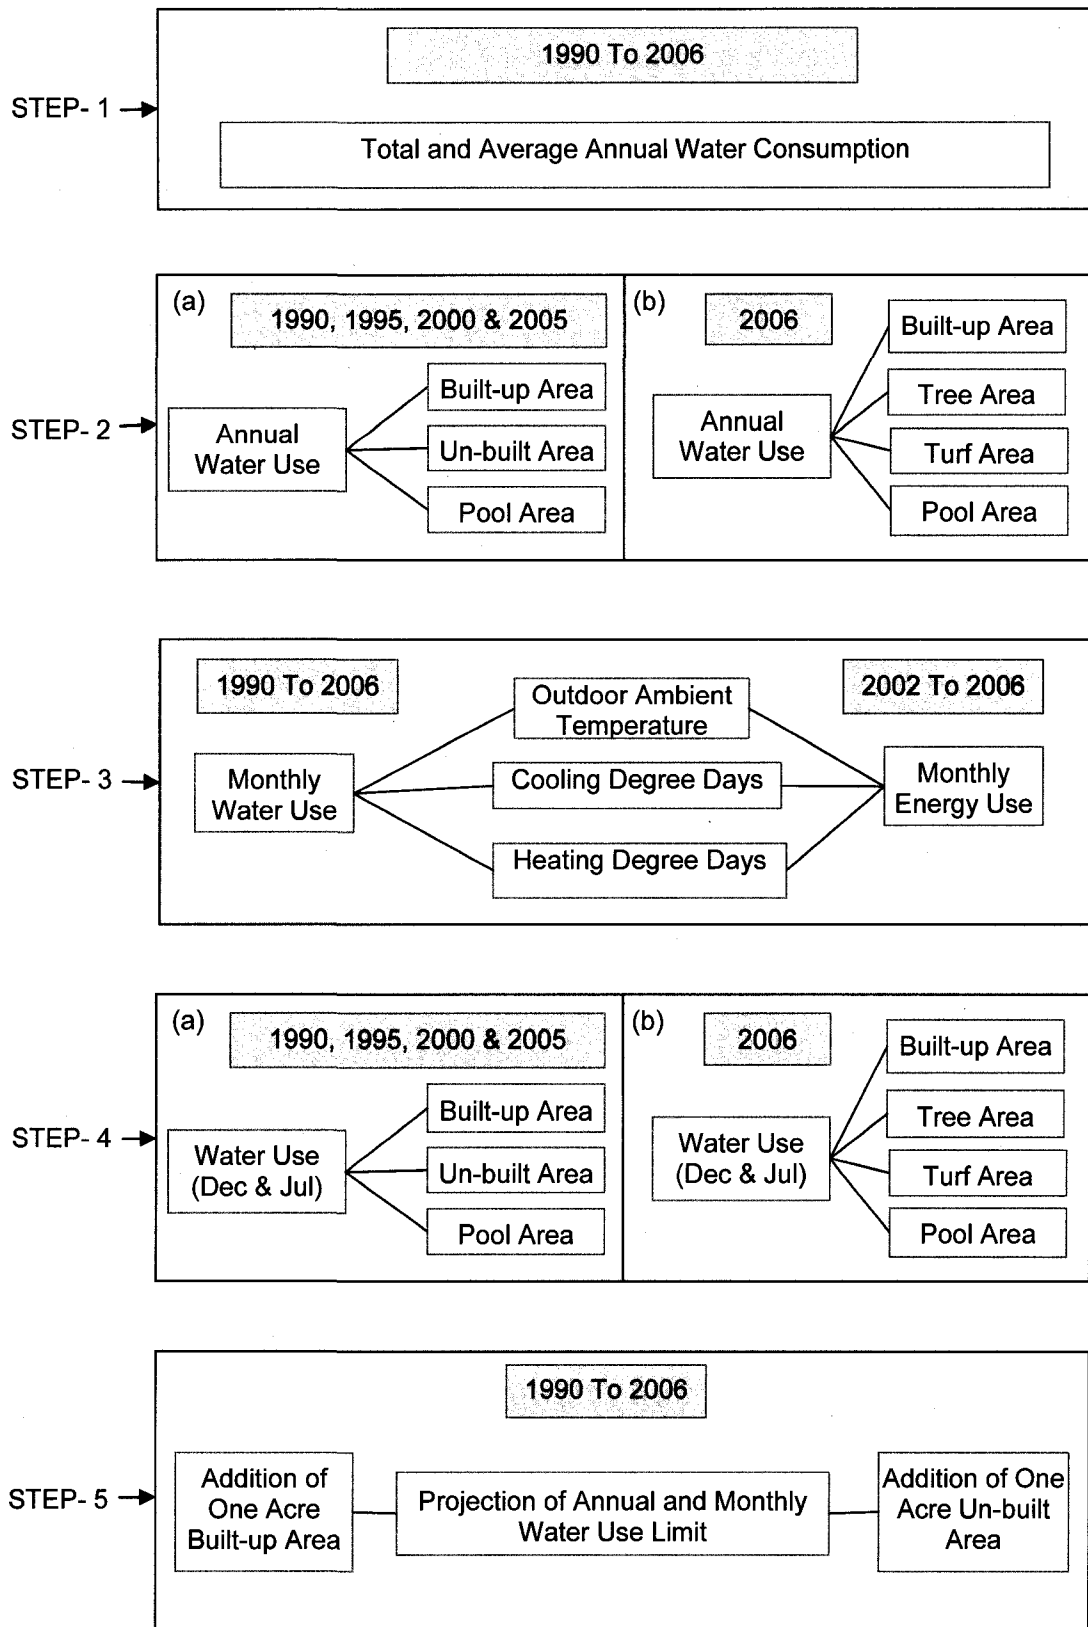 STEP- 1
1990 To 2006
Total and Average Annual Water Consumption
STEP- 2
(a)
1990, 1995, 2000 & 2005
Annual
Water Use
Built-up Area
Un-built Area
Pool Area
(b)
2006
Annual
Water Use
Built-up Area
Tree Area
Turf Area
Pool Area
STEP- 3
1990 To 2006
Monthly
Water Use
Outdoor Ambient
Temperature
Cooling Degree Days
Heating Degree Days
2002 To 2006
Monthly
Energy Use
STEP- 4
(a)
1990, 1995, 2000 & 2005
Water Use
(Dec & Jul)
Built-up Area
Un-built Area
Pool Area
(b)
2006
Water Use
(Dec & Jul)
Built-up Area
Tree Area
Turf Area
Pool Area
STEP- 5
1990 To 2006
Addition of
One Acre
Built-up Area
Projection of Annual and Monthly
Water Use Limit
Addition of One
Acre Un-built
Area